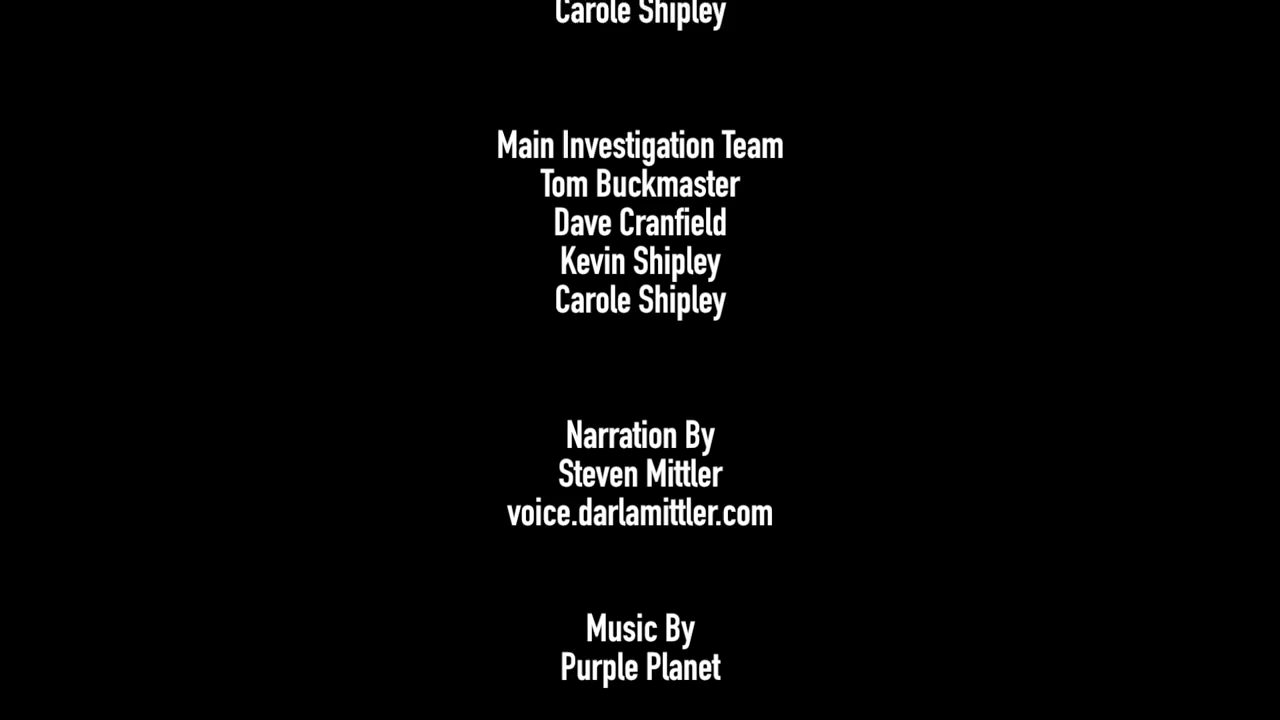 Carole Shipley
Main Investigation Team
Tom Buckmaster
Dave Cranfield
Kevin Shipley
Carole Shipley
Narration By
Steven Mittler
voice.darlamittler.com
Music By
Purple Planet